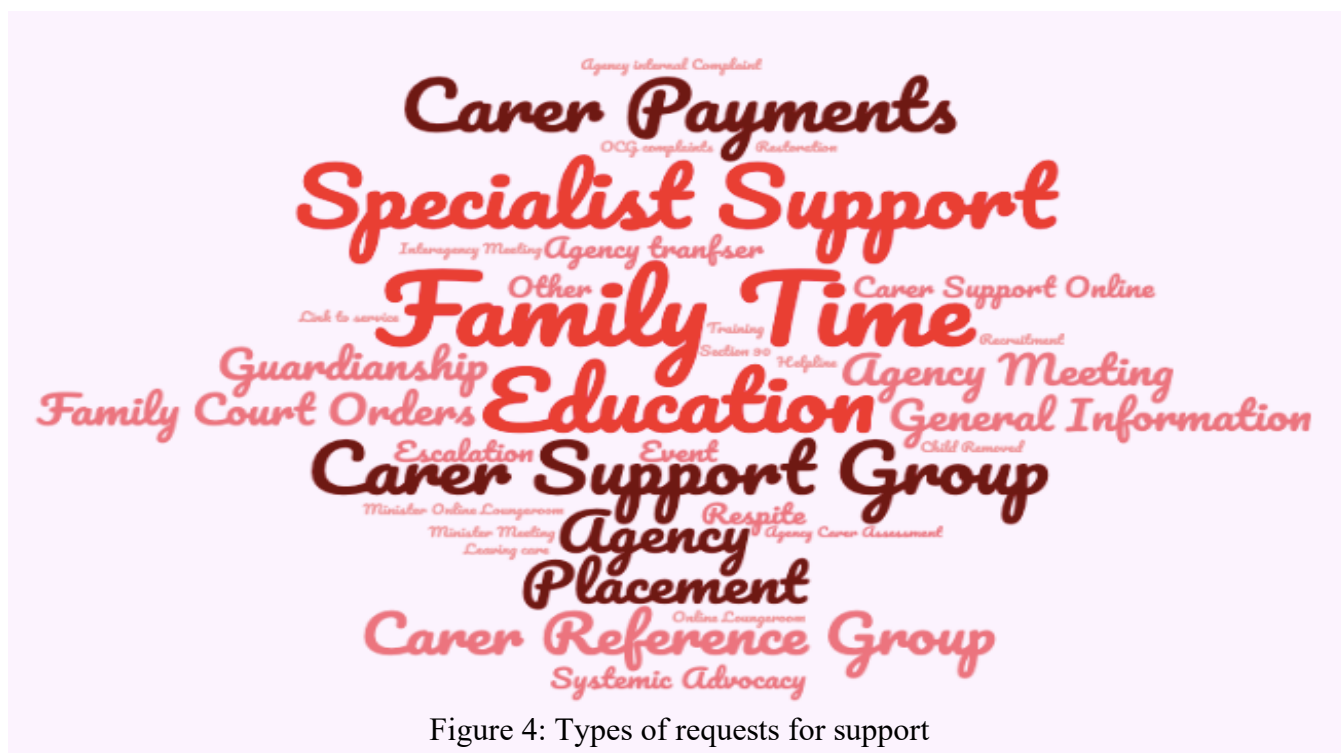 Agency internal Complaint
Carer Payments
OCG complaints
Restoration
Specialist Support
Interagency Meeting
Agency tranfser
Other
Carer Support Online
Family Time
Link to service
Training
Recruitment
Section 90
Helpline
Guardianship
Agency Meeting
Education
Family Court Orders
General Information
Child Removed
Escalation
Event
Carer Support Group
Minister Online Loungeroom
Respite
Minister Meeting
Agency
Agency Carer Assessment
Leaving care
Placement
Online Loungeroom
Carer Reference Group
Systemic Advocacy
Figure 4: Types of requests for support